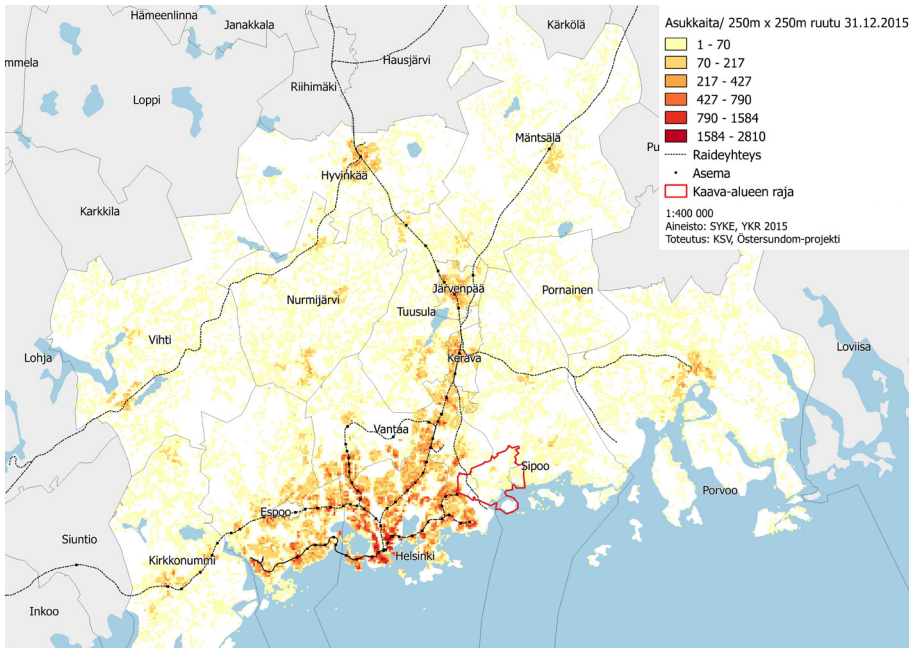 Hämeenlinna
Janakkala
Kärkölä
Hausjärvi
mmela
Riihimäki
Loppi
Mäntsälä
Pu
Hyvinkää
Karkkila
Järvenpää
Pornainen
Nurmijärvi
Tuusula
Vihti
Lohja
Loviisa
Kerava
Vantaa
Sipoo
Porvoo
Espoo
Siuntio
Helsinki
Kirkkonummi
Inkoo
Asukkaita/ 250m x 250m ruutu 31.12.2015
1 - 70
70 - 217
217 - 427
427 - 790
790 - 1584
1584 - 2810
Raideyhteys
Asema
Kaava-alueen raja
1:400 000
Aineisto: SYKE, YKR 2015
Toteutus: KSV, Östersundom-projekti